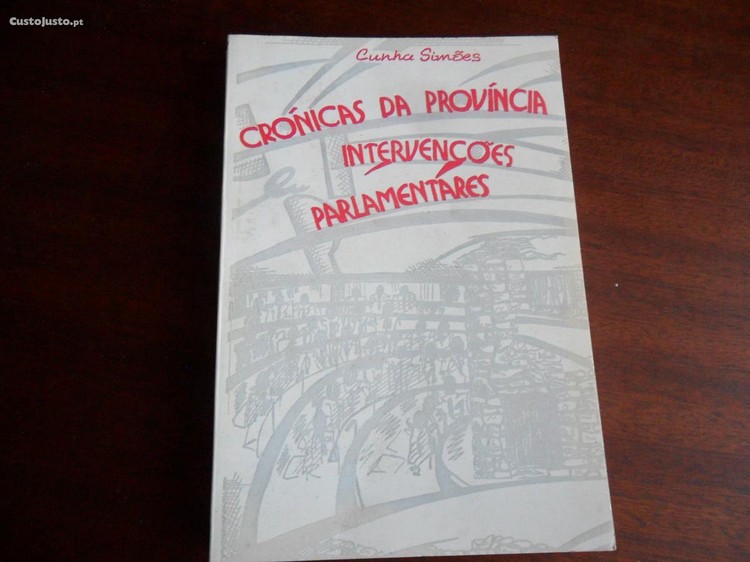 CustoJusto.pt
Cunha Simões
CRÓNICAS DA PROVÍNCIA
INTERVENÇÕES
PARLAMENTARES